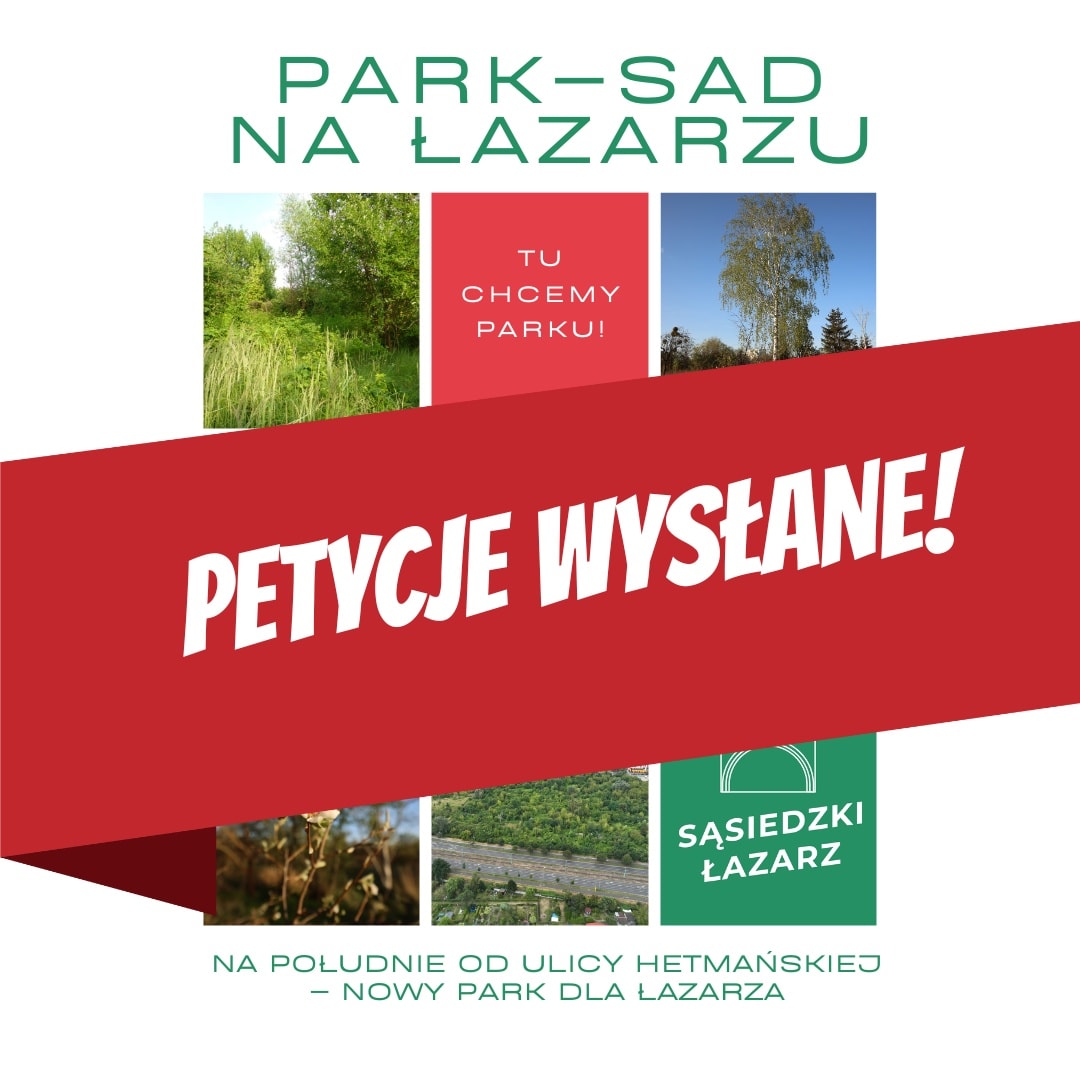 PARK–SAD
NA ŁAZARZU
TU
CHCEMY
PARKU!
PETYCJE WYSŁANE!
SĄSIEDZKI
ŁAZARZ
NA POŁUDNIE OD ULICY HETMAŃSKIEJ
– NOWY PARK DLA ŁAZARZA